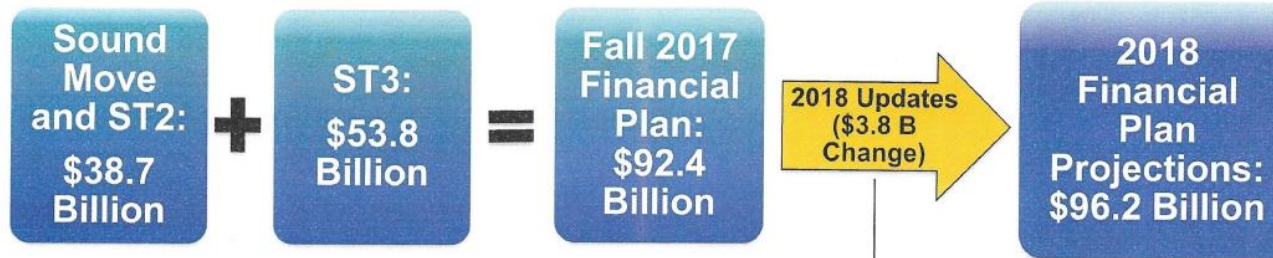 Sound
Move
and ST2:
$38.7
Billion
+
ST3:
$53.8
Billion
=
Fall 2017
Financial
Plan:
$92.4
Billion
2018 Updates
($3.8 B
Change)
2018
Financial
Plan
Projections:
$96.2 Billion